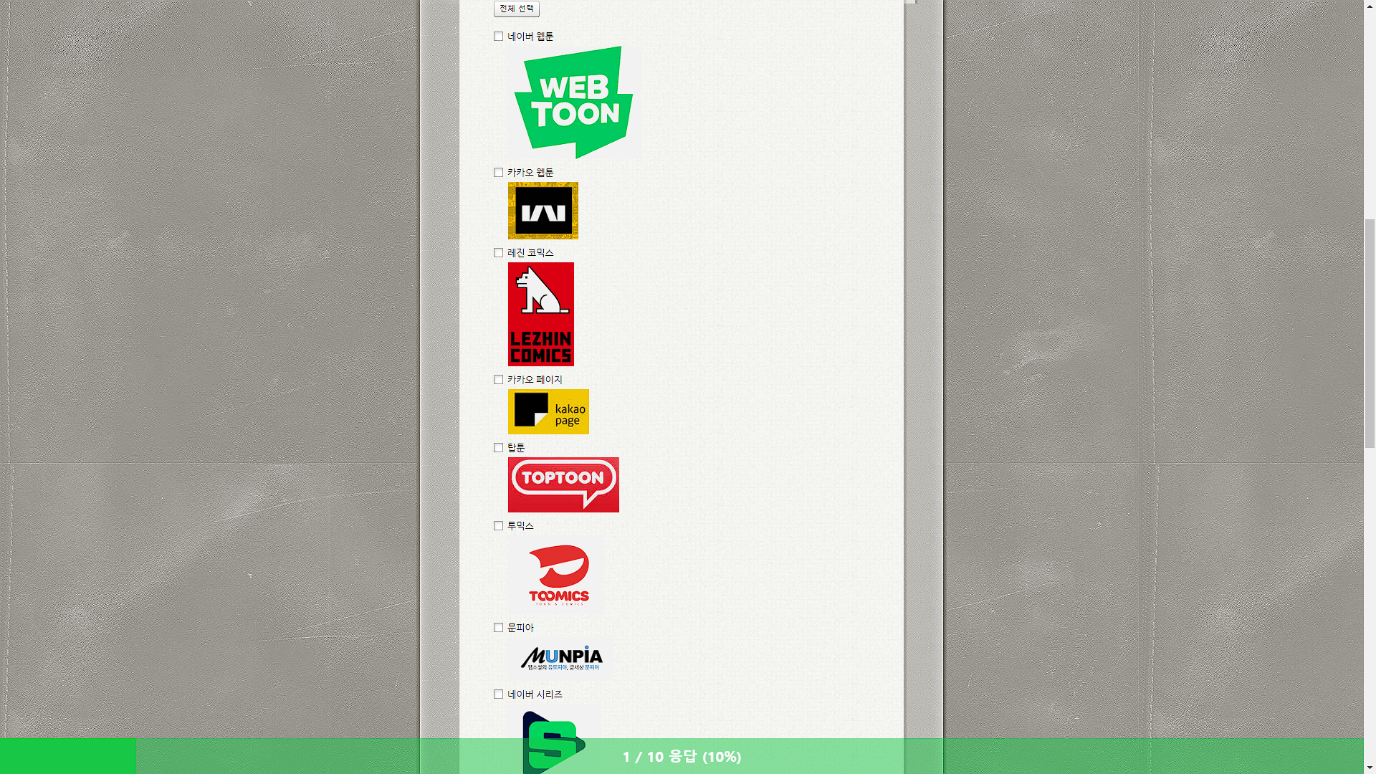 전체 선택
네이버 웹툰
WEB
TOON
카카오 웹툰
레진 코믹스
LEZHIN
COMICS
카카오 페이지
kakao
page
탑툰
TOPTOON
투믹스
TOOMICS
문피아
MUNPIA
네이버 시리즈
S
1 / 10 응답 (10%)